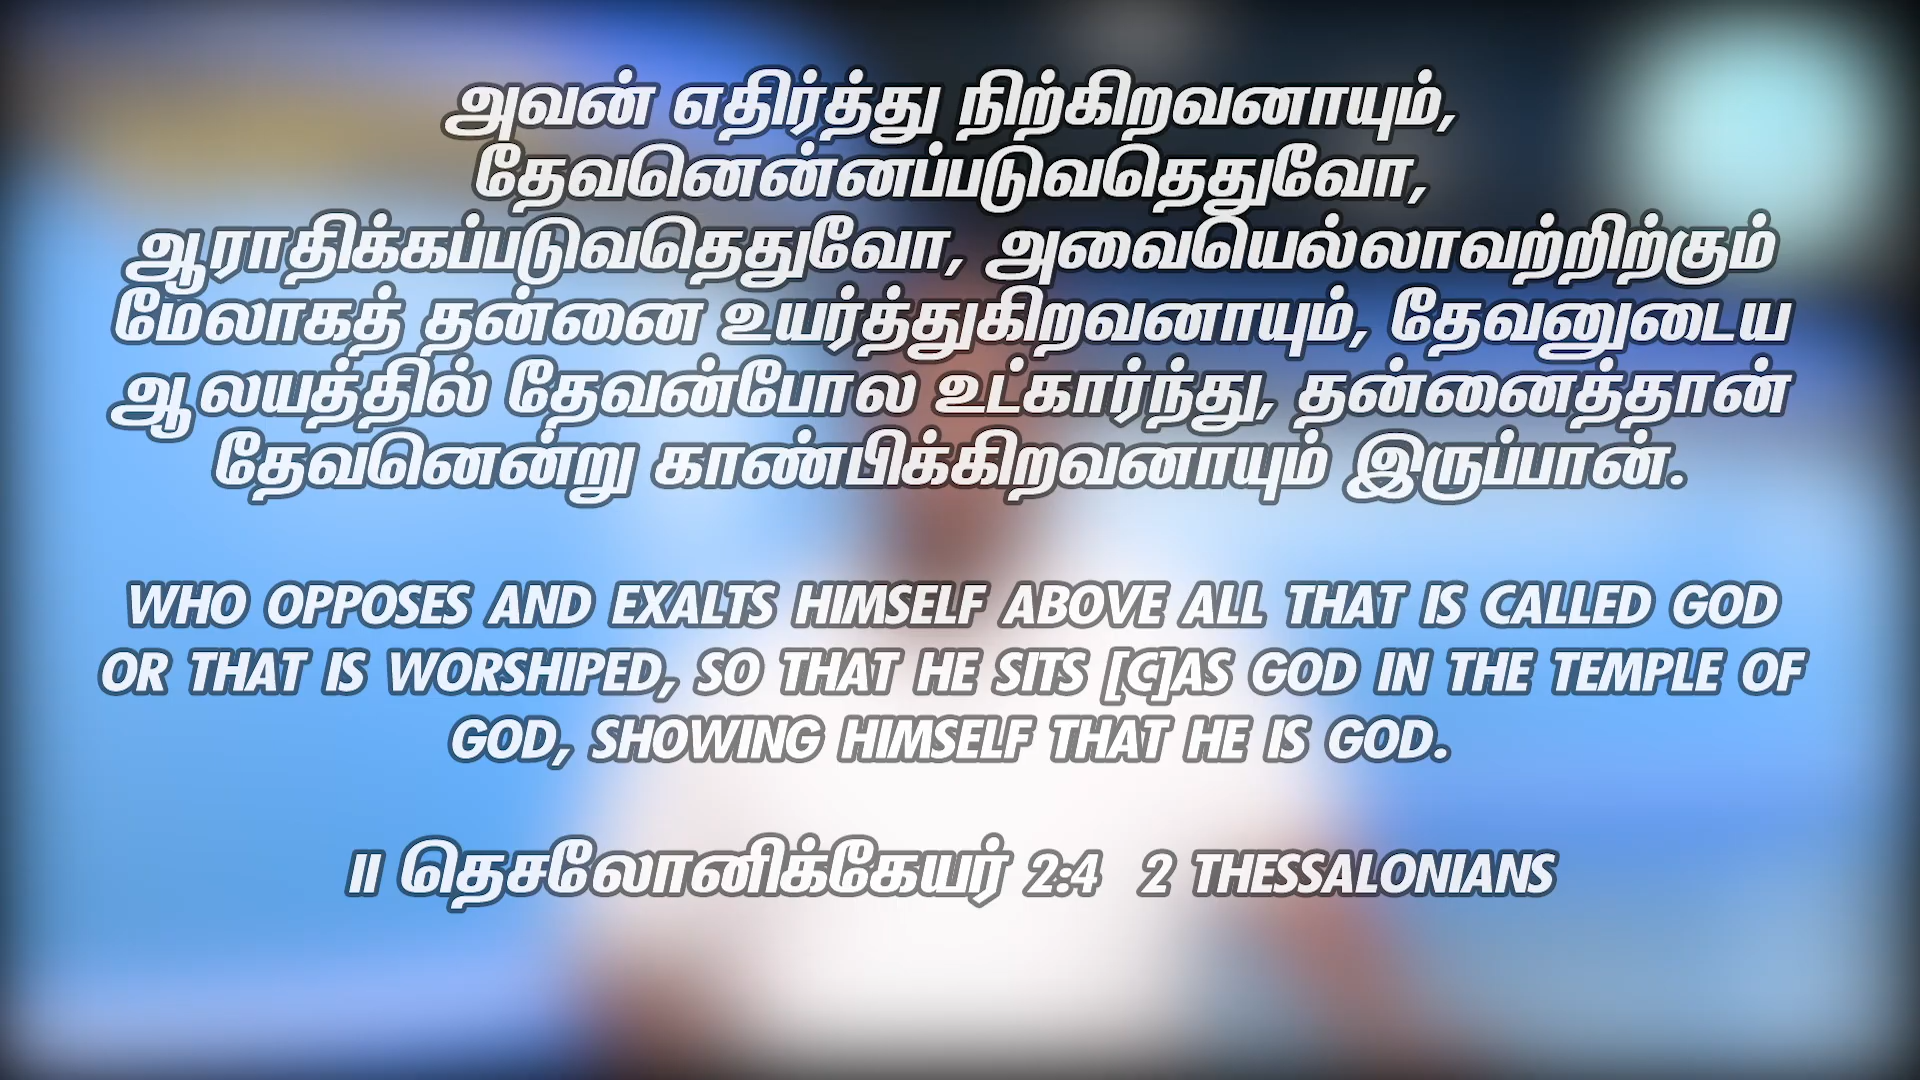 அவன் எதிர்த்து நிற்கிறவனாயும்,
தேவனென்னப்படுவதெதுவோ,
ஆராதிக்கப்படுவதெதுவோ, அவையெல்லாவற்றிற்கும்
மேலாகத் தன்னை உயர்த்துகிறவனாயும், தேவனுடைய
ஆலயத்தில் தேவன்போல உட்கார்ந்து, தன்னைத்தான்
தேவனென்று காண்பிக்கிறவனாயும் இருப்பான்.
WHO OPPOSES AND EXALTS HIMSELF ABOVE ALL THAT IS CALLED GOD
OR THAT IS WORSHIPED, SO THAT HE SITS [C]AS GOD IN THE TEMPLE OF
GOD, SHOWING HIMSELF THAT HE IS GOD.
II தெசலோனிக்கேயர் 2:4 2 THESSALONIANS